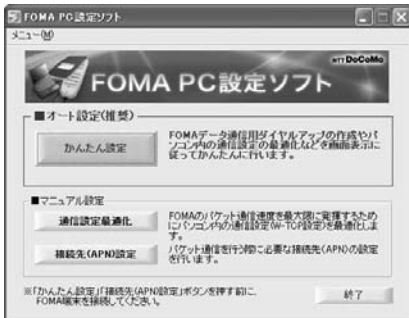 FOMA PC設定ソフト
メニュー(M)
NTT DoCoMo
FOMA PC設定ソフト
■オート設定(推奨)
かんたん設定
FOMAデータ通信用ダイヤルアップの作成やパ
ソコン内の通信設定の最適化などを画面表示に
従ってかんたんに行います。
■マニュアル設定
通信設定最適化
FOMAのパケット通信速度を最大限に発揮するため
にパソコン内の通信設定(W-TCP設定)を最適化しま
す。
接続先(APN)設定
パケット通信を行う際に必要な接続先(APN)の設定
を行います。
※「かんたん設定」「接続先(APN)設定」ボタンを押す前に、
FOMA端末を接続してください。
終了